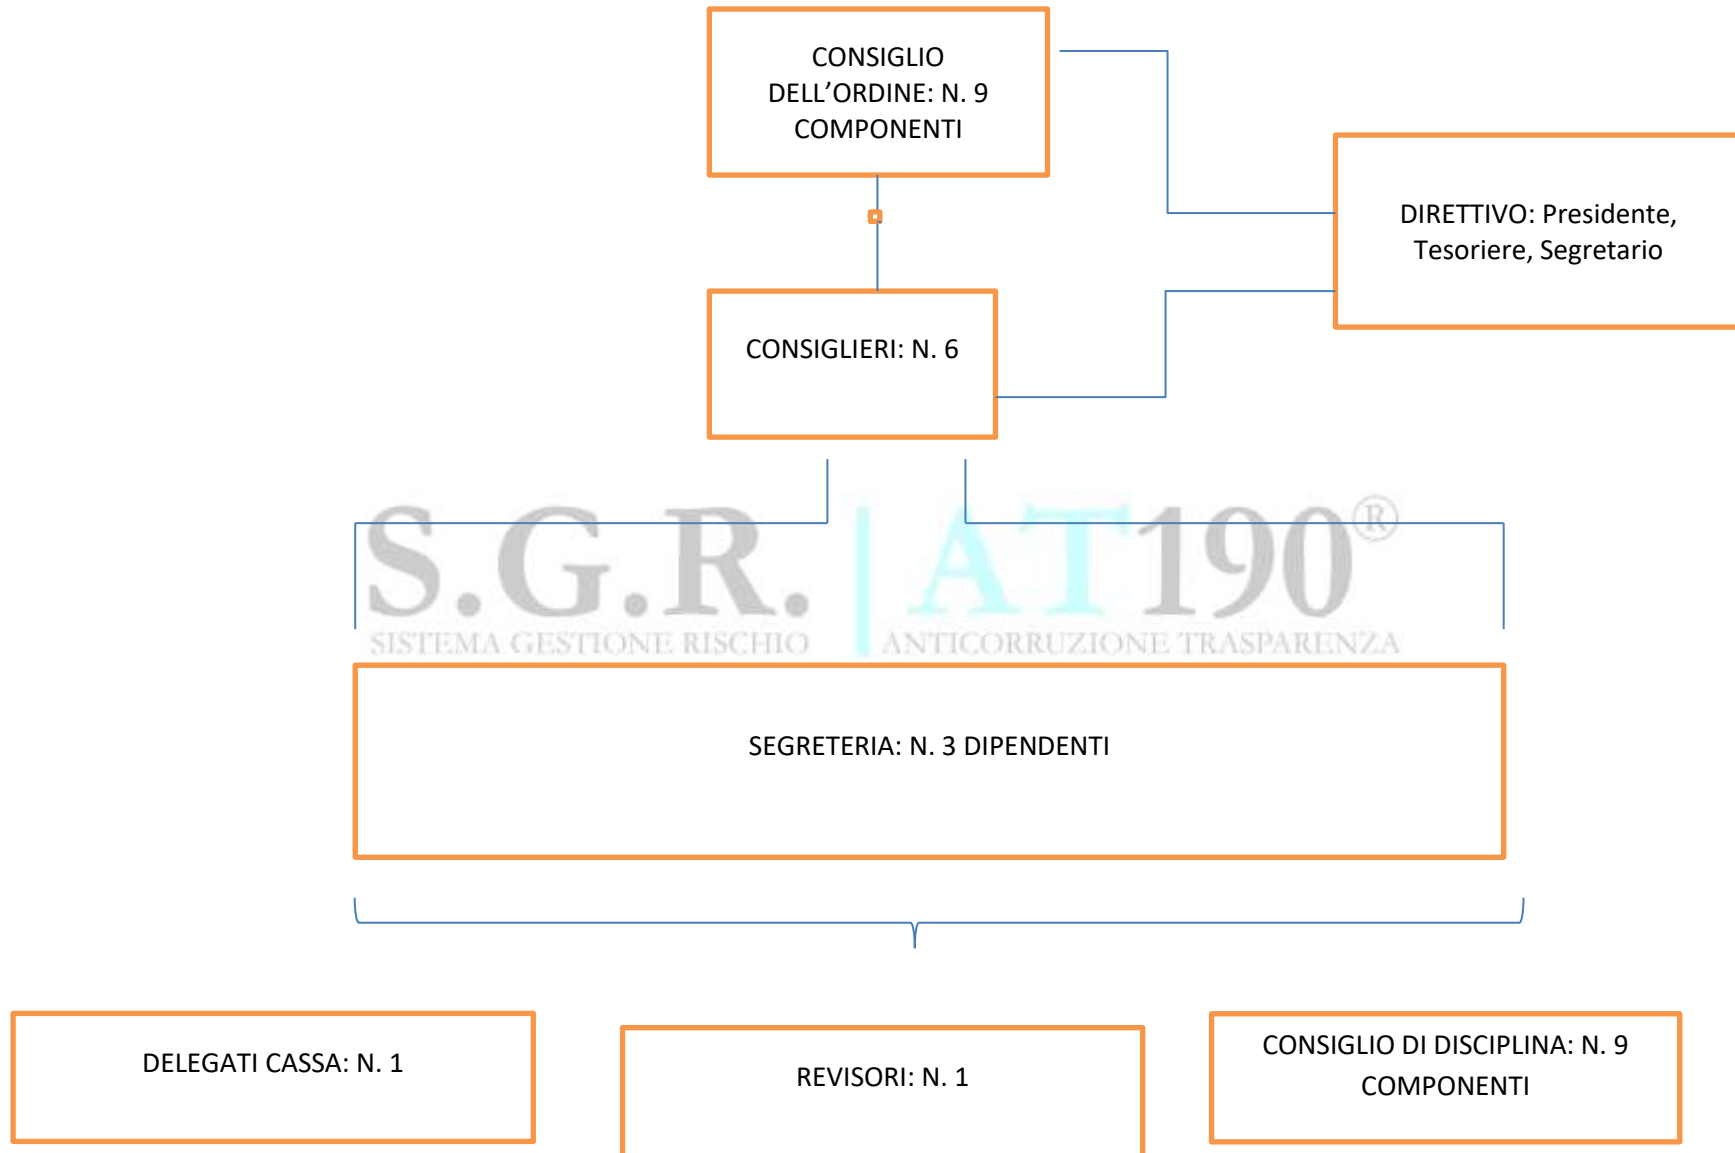 CONSIGLIO
DELL’ORDINE: N. 9
COMPONENTI
DIRETTIVO: Presidente,
Tesoriere, Segretario
CONSIGLIERI: N. 6
S.G.R. | AT190®
SISTEMA GESTIONE RISCHIO ANTICORRUZIONE TRASPARENZA
SEGRETERIA: N. 3 DIPENDENTI
DELEGATI CASSA: N. 1
REVISORI: N. 1
CONSIGLIO DI DISCIPLINA: N. 9
COMPONENTI